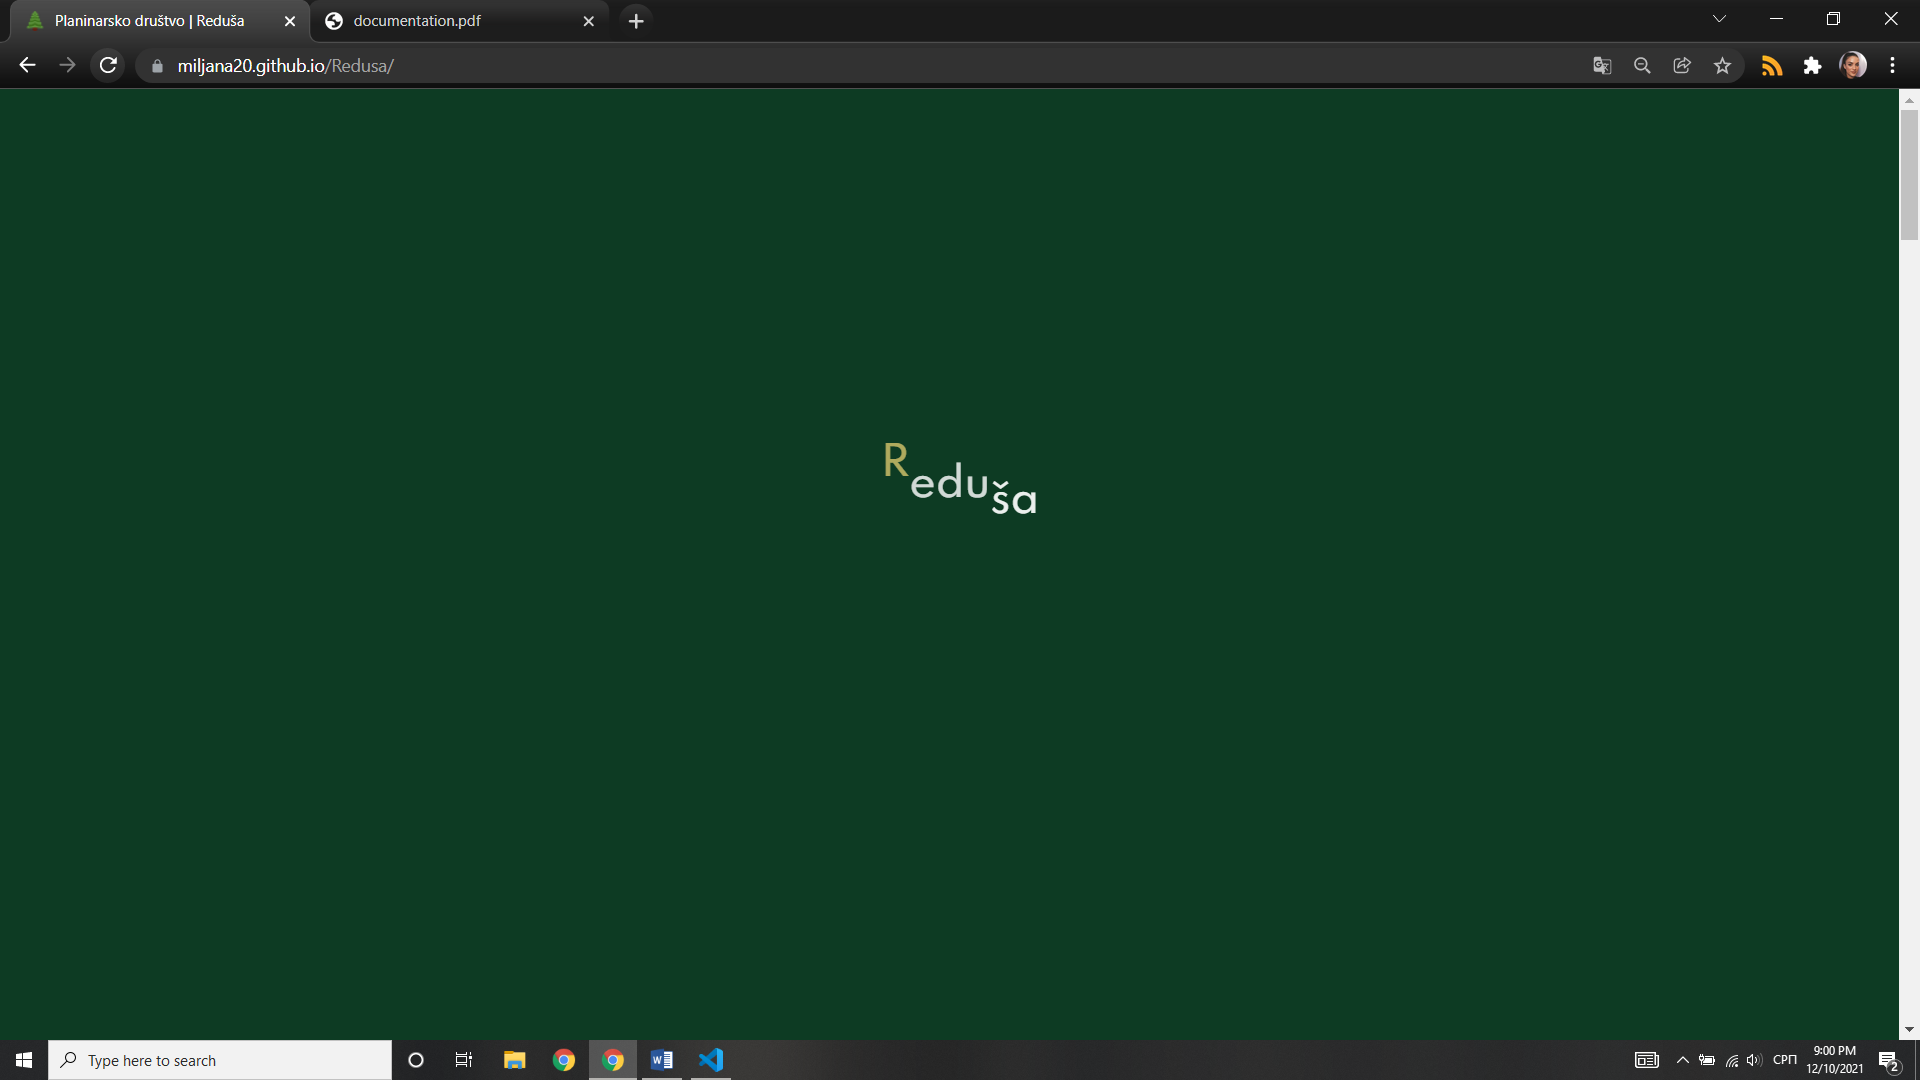 Planinarsko društvo | Reduša
documentation.pdf
miljana20.github.io/Redusa/
Reduša
Type here to search
СРП
9:00 PM
12/10/2021
2